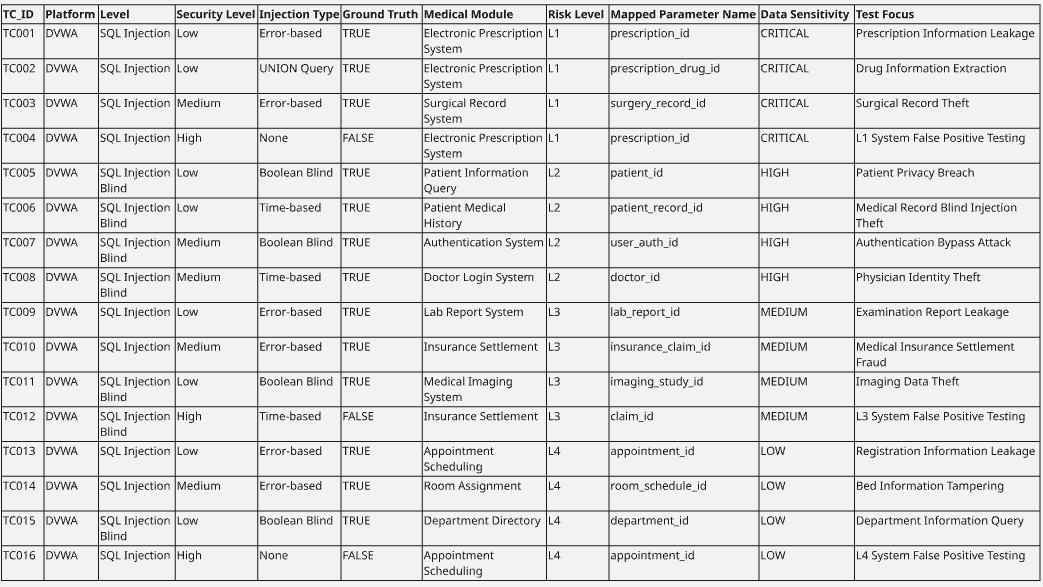 TC_ID Platform Level Security Level Injection Type Ground Truth Medical Module Risk Level Mapped Parameter Name Data Sensitivity Test Focus
TC001 DVWA SQL Injection Low Error-based TRUE Electronic Prescription System L1 prescription_id CRITICAL Prescription Information Leakage
TC002 DVWA SQL Injection Low UNION Query TRUE Electronic Prescription System L1 prescription_drug_id CRITICAL Drug Information Extraction
TC003 DVWA SQL Injection Medium Error-based TRUE Surgical Record System L1 surgery_record_id CRITICAL Surgical Record Theft
TC004 DVWA SQL Injection High None FALSE Electronic Prescription System L1 prescription_id CRITICAL L1 System False Positive Testing
TC005 DVWA SQL Injection Blind Low Boolean Blind TRUE Patient Information Query L2 patient_id HIGH Patient Privacy Breach
TC006 DVWA SQL Injection Blind Low Time-based TRUE Patient Medical History L2 patient_record_id HIGH Medical Record Blind Injection Theft
TC007 DVWA SQL Injection Blind Medium Boolean Blind TRUE Authentication System L2 user_auth_id HIGH Authentication Bypass Attack
TC008 DVWA SQL Injection Blind Medium Time-based TRUE Doctor Login System L2 doctor_id HIGH Physician Identity Theft
TC009 DVWA SQL Injection Low Error-based TRUE Lab Report System L3 lab_report_id MEDIUM Examination Report Leakage
TC010 DVWA SQL Injection Medium Error-based TRUE Insurance Settlement L3 insurance_claim_id MEDIUM Medical Insurance Settlement Fraud
TC011 DVWA SQL Injection Blind Low Boolean Blind TRUE Medical Imaging System L3 imaging_study_id MEDIUM Imaging Data Theft
TC012 DVWA SQL Injection Blind High Time-based FALSE Insurance Settlement L3 claim_id MEDIUM L3 System False Positive Testing
TC013 DVWA SQL Injection Low Error-based TRUE Appointment Scheduling L4 appointment_id LOW Registration Information Leakage
TC014 DVWA SQL Injection Medium Error-based TRUE Room Assignment L4 room_schedule_id LOW Bed Information Tampering
TC015 DVWA SQL Injection Blind Low Boolean Blind TRUE Department Directory L4 department_id LOW Department Information Query
TC016 DVWA SQL Injection High None FALSE Appointment Scheduling L4 appointment_id LOW L4 System False Positive Testing